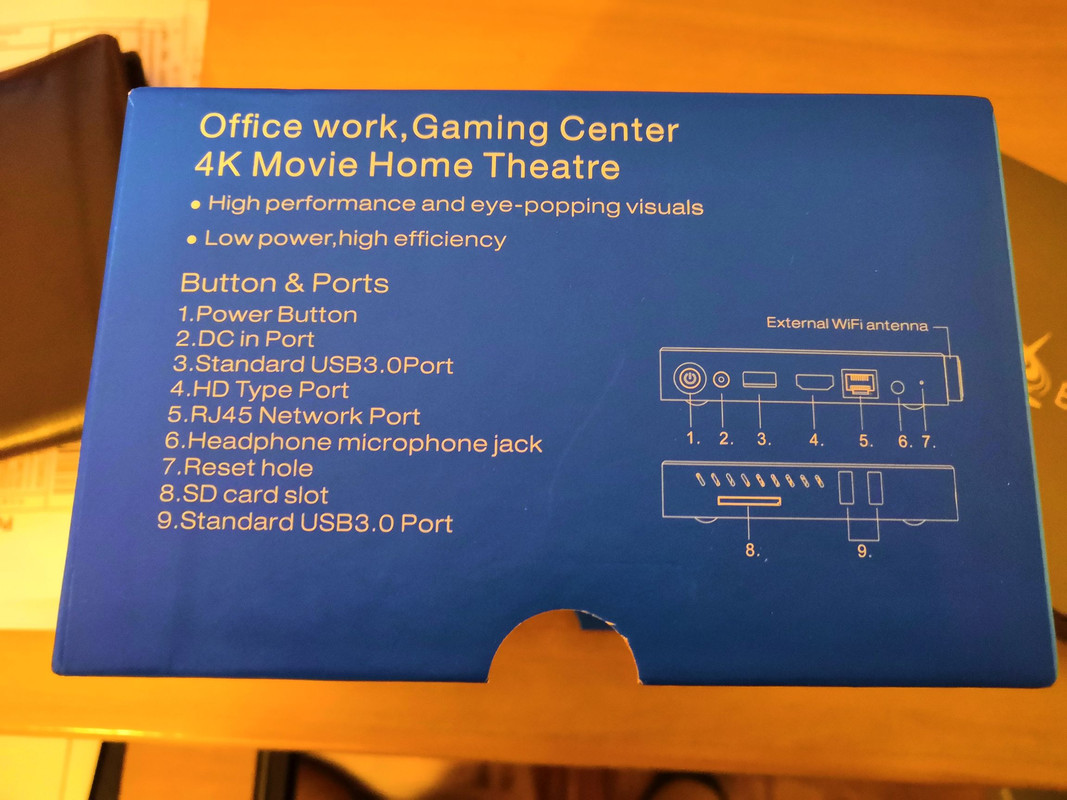 Office work,Gaming Center
4K Movie Home Theatre
• High performance and eye-popping visuals
• Low power,high efficiency
Button & Ports
1.Power Button
2.DC in Port
3.Standard USB3.0Port
4.HD Type Port
5.RJ45 Network Port
6.Headphone microphone jack
7.Reset hole
8.SD card slot
9.Standard USB3.0 Port
External WiFi antenna
1. 2. 3. 4. 5. 6. 7.
8. 9.